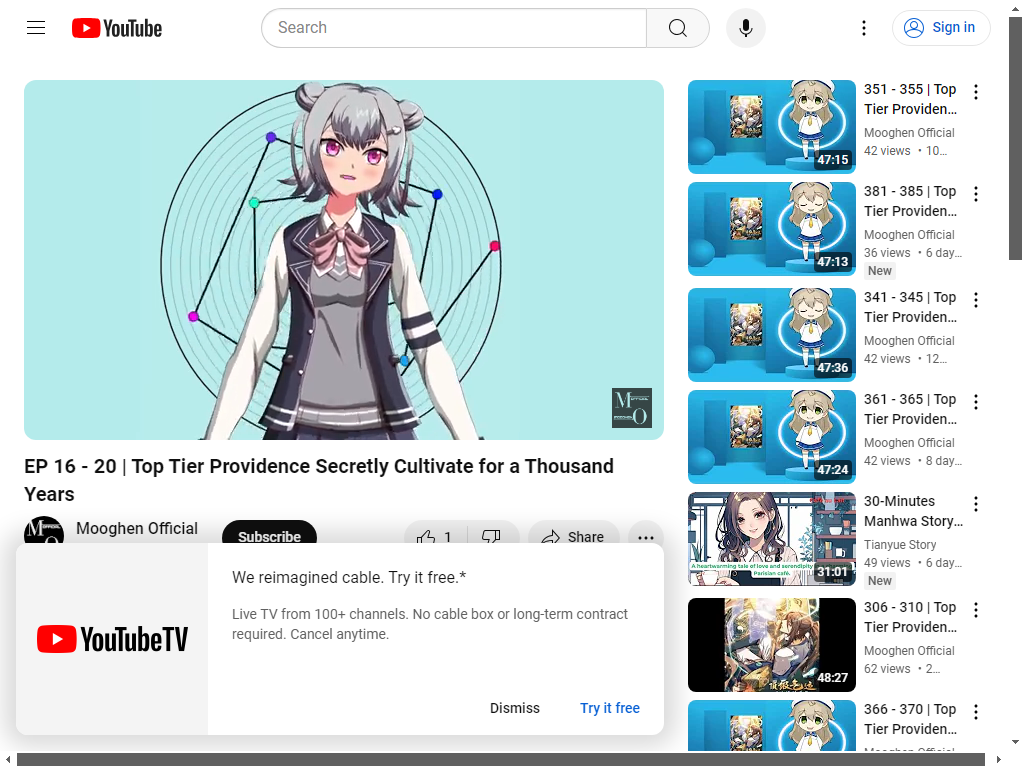 YouTube
Search
Sign in
EP 16 - 20 | Top Tier Providence Secretly Cultivate for a Thousand
Years
Mooghen Official
Subscribe
1
Share
YouTubeTV
We reimagined cable. Try it free.*
Live TV from 100+ channels. No cable box or long-term contract
required. Cancel anytime.
Dismiss
Try it free
47:15
351 - 355 | Top
Tier Providen...
Mooghen Official
42 views • 10...
47:13
381 - 385 | Top
Tier Providen...
Mooghen Official
36 views • 6 day...
New
47:36
341 - 345 | Top
Tier Providen...
Mooghen Official
42 views • 12...
47:24
361 - 365 | Top
Tier Providen...
Mooghen Official
42 views • 8 day...
A heartwarming tale of love and serendipity
Parisian café.
31:01
30-Minutes
Manhwa Story...
Tianyue Story
49 views • 6 day...
New
48:27
306 - 310 | Top
Tier Providen...
Mooghen Official
62 views • 2...
366 - 370 | Top
Tier Providen...
Mooghen Official